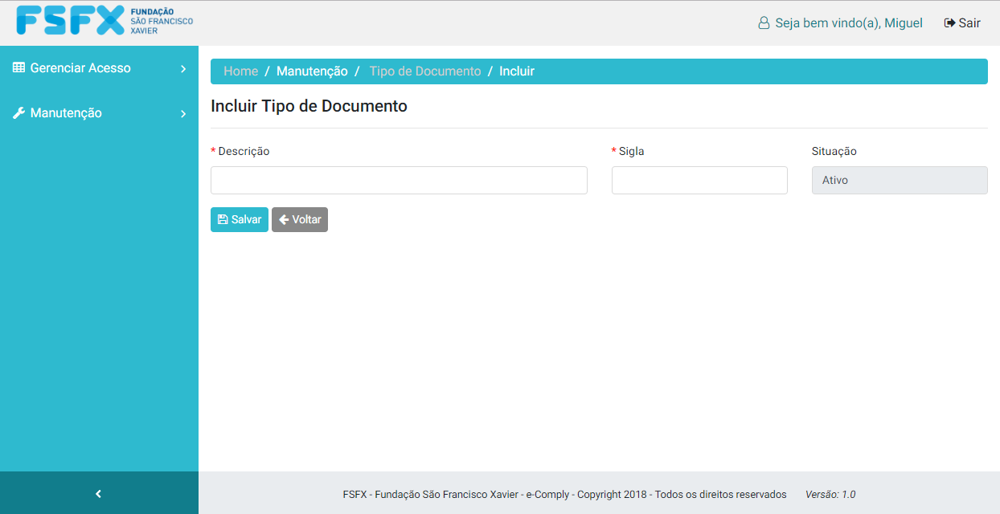 FSFX FUNDAÇÃO
SÃO FRANCISCO
XAVIER
Seja bem vindo(a), Miguel Sair
Gerenciar Acesso
Manutenção
Home / Manutenção / Tipo de Documento / Incluir
Incluir Tipo de Documento
* Descrição * Sigla Situação
Ativo
Salvar Voltar
FSFX - Fundação São Francisco Xavier - e-Comply - Copyright 2018 - Todos os direitos reservados Versão: 1.0